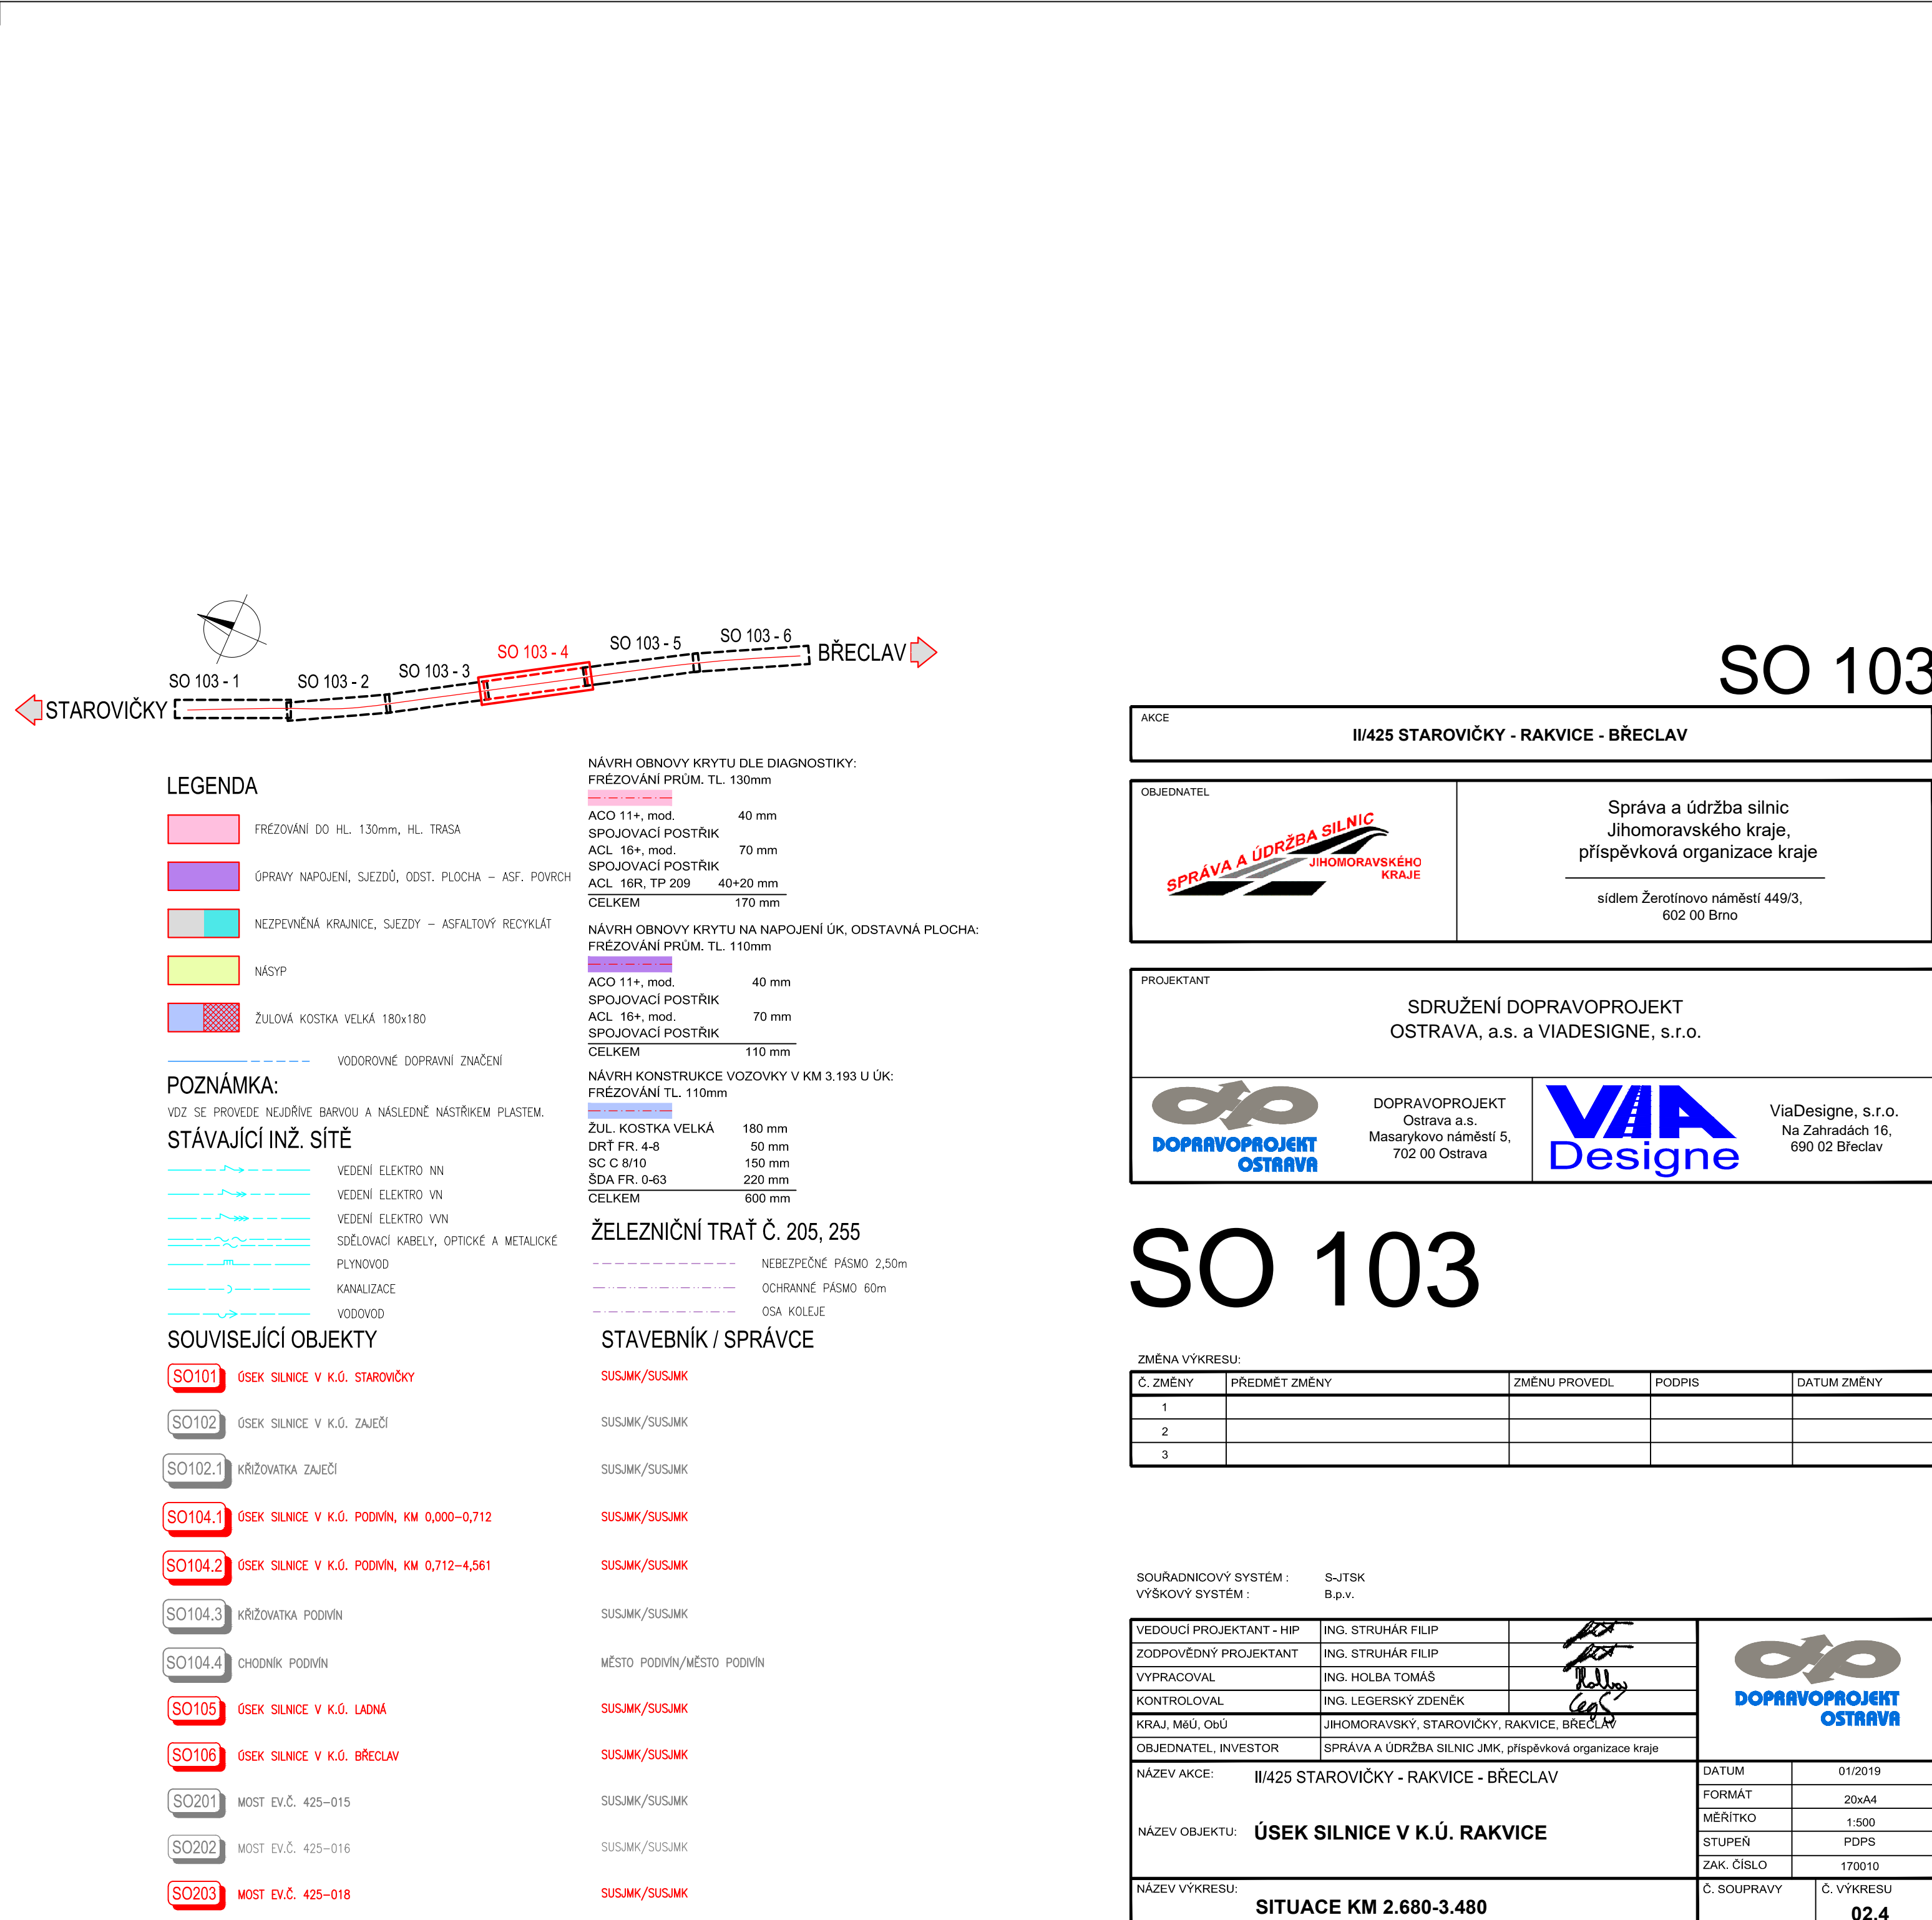 SO 103 - 1
SO 103 - 2
SO 103 - 3
SO 103 - 4
SO 103 - 5
SO 103 - 6
STAROVIČKY
BŘECLAV
LEGENDA
FRÉZOVÁNÍ DO HL. 130mm, HL. TRASA
ÚPRAVY NAPOJENÍ, SJEZDŮ, ODST. PLOCHA – ASF. POVRCH
NEZPEVNĚNÁ KRAJNICE, SJEZDY – ASFALTOVÝ RECYKLÁT
NÁSYP
ŽULOVÁ KOSTKA VELKÁ 180x180
VODOROVNÉ DOPRAVNÍ ZNAČENÍ
POZNÁMKA:
VDZ SE PROVEDE NEJDŘÍVE BARVOU A NÁSLEDNĚ NÁSTŘIKEM PLASTEM.
STÁVAJÍCÍ INŽ. SÍTĚ
VEDENÍ ELEKTRO NN
VEDENÍ ELEKTRO VN
VEDENÍ ELEKTRO VVN
SDĚLOVACÍ KABELY, OPTICKÉ A METALICKÉ
PLYNOVOD
KANALIZACE
VODOVOD
NÁVRH OBNOVY KRYTU DLE DIAGNOSTIKY:
FRÉZOVÁNÍ PRŮM. TL. 130mm
ACO 11+, mod. 40 mm
SPOJOVACÍ POSTŘIK
ACL 16+, mod. 70 mm
SPOJOVACÍ POSTŘIK
ACL 16R, TP 209 40+20 mm
CELKEM 170 mm
NÁVRH OBNOVY KRYTU NA NAPOJENÍ ÚK, ODSTAVNÁ PLOCHA:
FRÉZOVÁNÍ PRŮM. TL. 110mm
ACO 11+, mod. 40 mm
SPOJOVACÍ POSTŘIK
ACL 16+, mod. 70 mm
SPOJOVACÍ POSTŘIK
CELKEM 110 mm
NÁVRH KONSTRUKCE VOZOVKY V KM 3.193 U ÚK:
FRÉZOVÁNÍ TL. 110mm
ŽUL. KOSTKA VELKÁ 180 mm
DRŤ FR. 4-8 50 mm
SC C 8/10 150 mm
ŠDA FR. 0-63 220 mm
CELKEM 600 mm
ŽELEZNIČNÍ TRAŤ Č. 205, 255
NEBEZPEČNÉ PÁSMO 2,50m
OCHRANNÉ PÁSMO 60m
OSA KOLEJE
SOUVISEJÍCÍ OBJEKTY STAVEBNÍK / SPRÁVCE
SO101 ÚSEK SILNICE V K.Ú. STAROVIČKY SUSJMK/SUSJMK
SO102 ÚSEK SILNICE V K.Ú. ZAJEČÍ SUSJMK/SUSJMK
SO102.1 KŘIŽOVATKA ZAJEČÍ SUSJMK/SUSJMK
SO104.1 ÚSEK SILNICE V K.Ú. PODIVÍN, KM 0,000–0,712 SUSJMK/SUSJMK
SO104.2 ÚSEK SILNICE V K.Ú. PODIVÍN, KM 0,712–4,561 SUSJMK/SUSJMK
SO104.3 KŘIŽOVATKA PODIVÍN SUSJMK/SUSJMK
SO104.4 CHODNÍK PODIVÍN MĚSTO PODIVÍN/MĚSTO PODIVÍN
SO105 ÚSEK SILNICE V K.Ú. LADNÁ SUSJMK/SUSJMK
SO106 ÚSEK SILNICE V K.Ú. BŘECLAV SUSJMK/SUSJMK
SO201 MOST EV.Č. 425–015 SUSJMK/SUSJMK
SO202 MOST EV.Č. 425–016 SUSJMK/SUSJMK
SO203 MOST EV.Č. 425–018 SUSJMK/SUSJMK
SO 103
AKCE
II/425 STAROVIČKY - RAKVICE - BŘECLAV
OBJEDNATEL
SPRÁVA A ÚDRŽBA SILNIC
JIHOMORAVSKÉHO
KRAJE
Správa a údržba silnic
Jihomoravského kraje,
příspěvková organizace kraje
sídlem Žerotínovo náměstí 449/3,
602 00 Brno
PROJEKTANT
SDRUŽENÍ DOPRAVOPROJEKT
OSTRAVA, a.s. a VIADESIGNE, s.r.o.
DOPRAVOPROJEKT
OSTRAVA
DOPRAVOPROJEKT
Ostrava a.s.
Masarykovo náměstí 5,
702 00 Ostrava
VIA
Designe
ViaDesigne, s.r.o.
Na Zahradách 16,
690 02 Břeclav
SO 103
ZMĚNA VÝKRESU:
Č. ZMĚNY PŘEDMĚT ZMĚNY ZMĚNU PROVEDL PODPIS DATUM ZMĚNY
1
2
3
SOUŘADNICOVÝ SYSTÉM : S-JTSK
VÝŠKOVÝ SYSTÉM : B.p.v.
VEDOUCÍ PROJEKTANT - HIP ING. STRUHÁR FILIP
ZODPOVĚDNÝ PROJEKTANT ING. STRUHÁR FILIP
VYPRACOVAL ING. HOLBA TOMÁŠ Holba
KONTROLOVAL ING. LEGERSKÝ ZDENĚK
KRAJ, MěÚ, ObÚ JIHOMORAVSKÝ, STAROVIČKY, RAKVICE, BŘECLAV
OBJEDNATEL, INVESTOR SPRÁVA A ÚDRŽBA SILNIC JMK, příspěvková organizace kraje
DOPRAVOPROJEKT
OSTRAVA
NÁZEV AKCE: II/425 STAROVIČKY - RAKVICE - BŘECLAV
NÁZEV OBJEKTU: ÚSEK SILNICE V K.Ú. RAKVICE
DATUM 01/2019
FORMÁT 20xA4
MĚŘÍTKO 1:500
STUPEŇ PDPS
ZAK. ČÍSLO 170010
NÁZEV VÝKRESU:
SITUACE KM 2.680-3.480
Č. SOUPRAVY Č. VÝKRESU
02.4